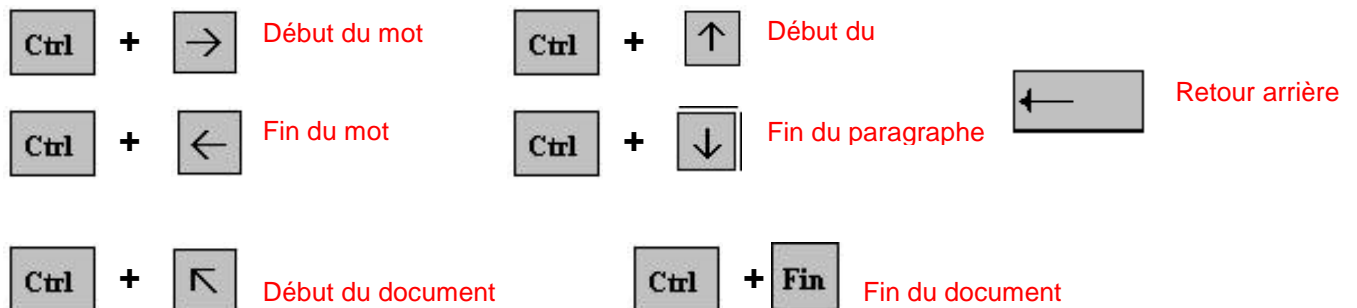 Ctrl + → Début du mot Ctrl + ↑ Début du
← Retour arrière
Ctrl + ← Fin du mot Ctrl + ↓ Fin du paragraphe
Ctrl + ↖ Début du document Ctrl + Fin Fin du document